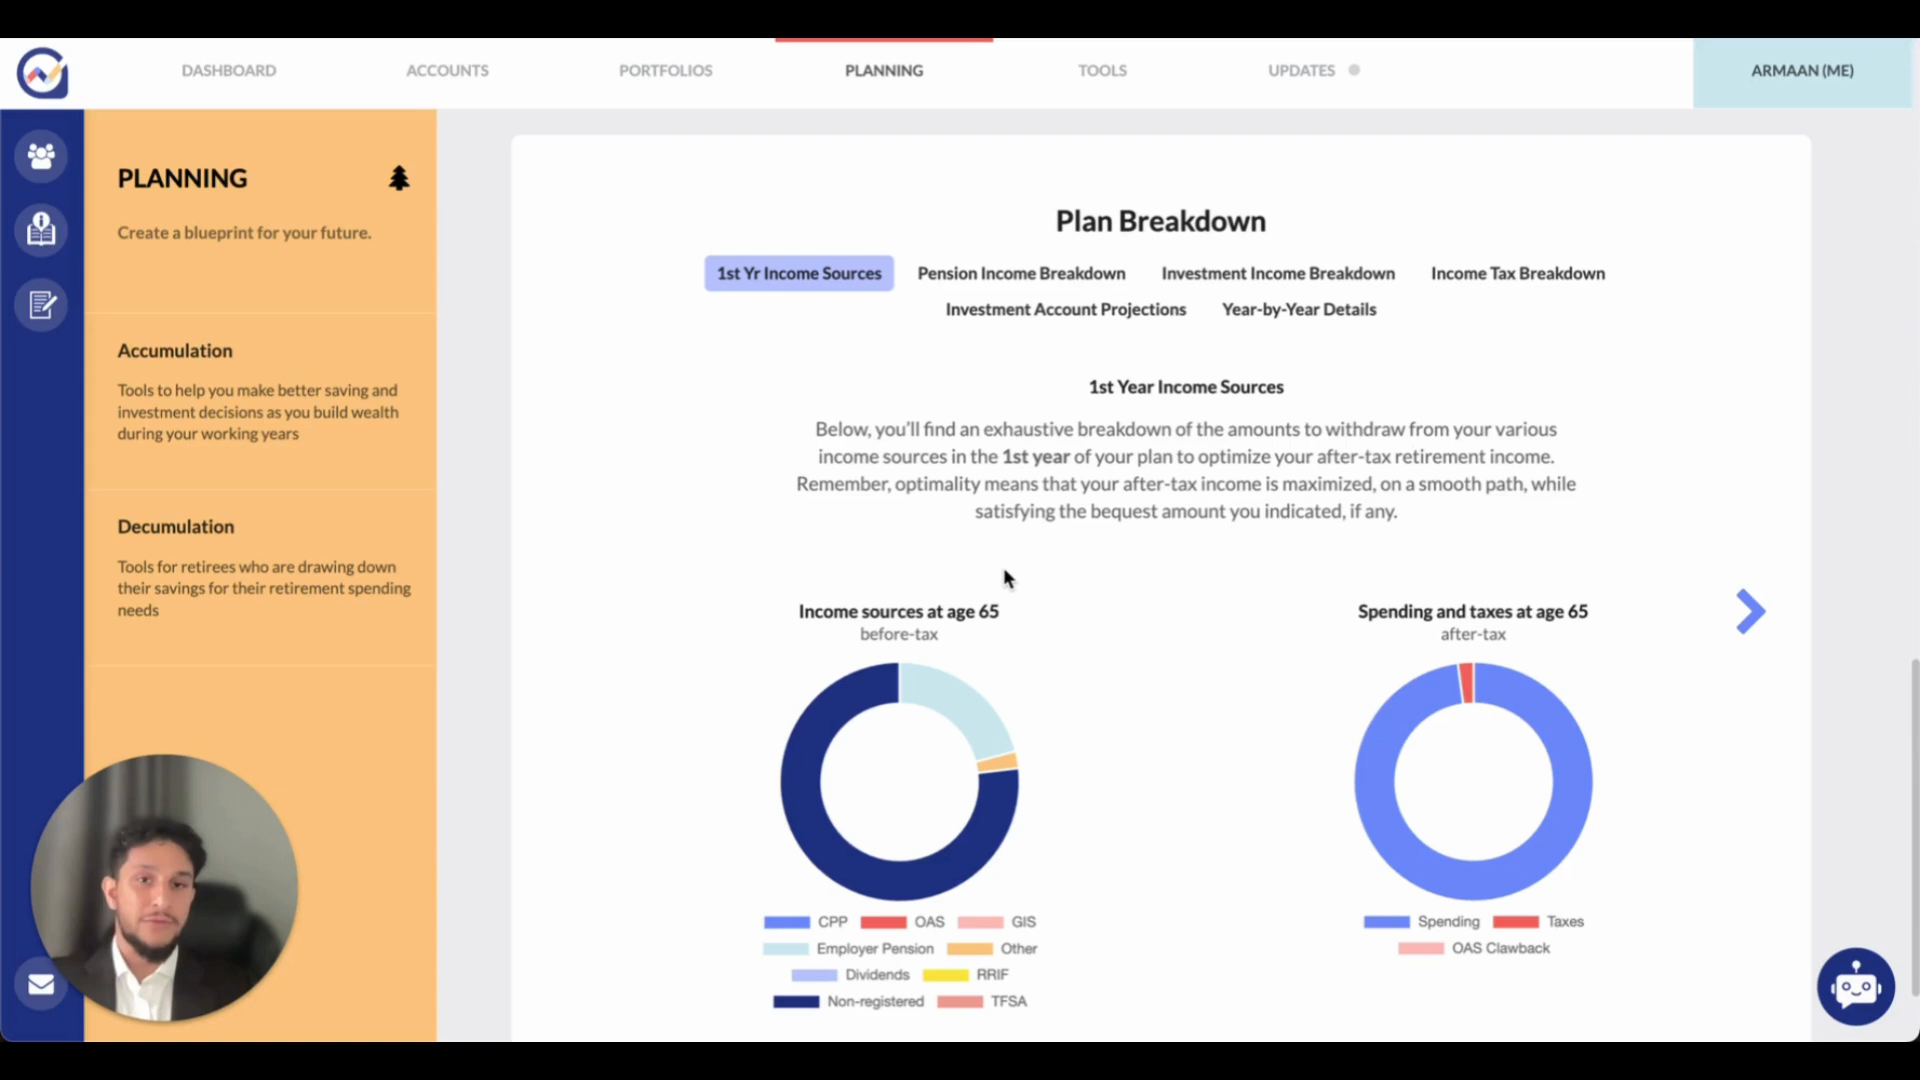 DASHBOARD
ACCOUNTS
PORTFOLIOS
PLANNING
TOOLS
UPDATES
ARMAAN (ME)
PLANNING
Create a blueprint for your future.
Accumulation
Tools to help you make better saving and
investment decisions as you build wealth
during your working years
Decumulation
Tools for retirees who are drawing down
their savings for their retirement spending
needs
Plan Breakdown
1st Yr Income Sources
Pension Income Breakdown
Investment Income Breakdown
Income Tax Breakdown
Investment Account Projections
Year-by-Year Details
1st Year Income Sources
Below, you'll find an exhaustive breakdown of the amounts to withdraw from your various
income sources in the 1st year of your plan to optimize your after-tax retirement income.
Remember, optimality means that your after-tax income is maximized, on a smooth path, while
satisfying the bequest amount you indicated, if any.
Income sources at age 65
before-tax
CPP OAS GIS
Employer Pension Other
Dividends RRIF
Non-registered TFSA
Spending and taxes at age 65
after-tax
Spending Taxes
OAS Clawback